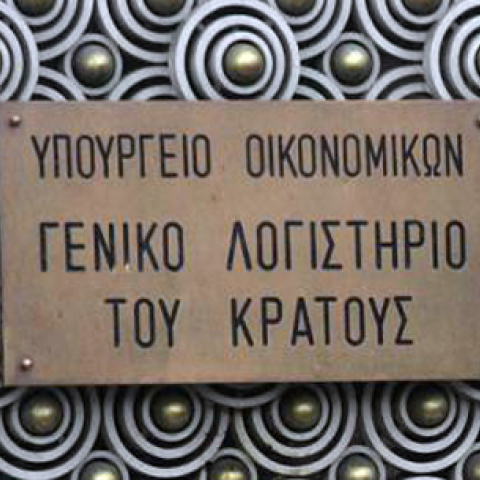 ΥΠΟΥΡΓΕΙΟ ΟΙΚΟΝΟΜΙΚΩΝ
ΓΕΝΙΚΟ ΛΟΓΙΣΤΗΡΙΟ
ΤΟΥ ΚΡΑΤΟΥΣ